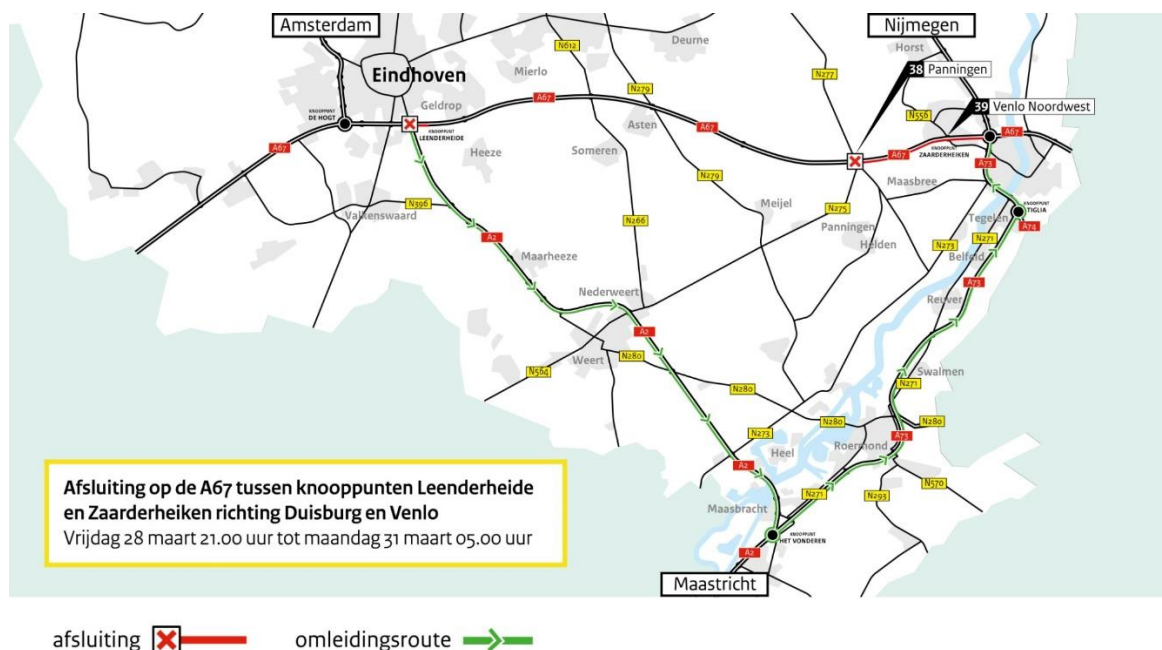 Amsterdam
Nijmegen
Deurne
Horst
N612
Mierlo
Eindhoven
N277
38 Panningen
N279
Geldrop
A67
39 Venlo Noordwest
N556
KNOOPPUNT
DE HOGT
KNOOPPUNT
LEENDERHEIDE
Asten
A67
A67
A67
A67
A67
KNOOPPUNT
ZAARDERHEIKEN
Heeze
Someren
A73
N279
Maasbree
Valkenswaard
N396
Meijel
N275
KNOOPPUNT
TIGLIA
Tegelen
N266
Panningen
A74
A2
Helden
N273
N271
Maarheeze
Belfeld
A73
Nederweert
Reuver
A2
Weert
N280
N564
Swalmen
N280
N271
N280
N280
N273
A73
Heel
Roermond
A2
N570
N271
N293
Maasbracht
KNOOPPUNT
HET VONDEREN
A2
Maastricht
Afsluiting op de A67 tussen knooppunten Leenderheide
en Zaarderheiken richting Duisburg en Venlo
Vrijdag 28 maart 21.00 uur tot maandag 31 maart 05.00 uur
afsluiting
omleidingsroute